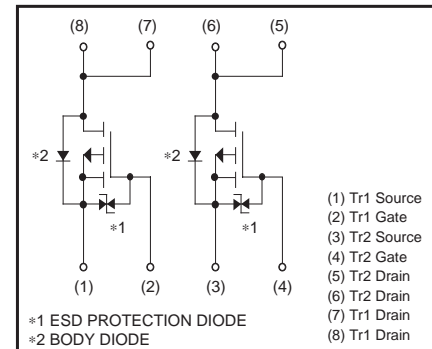 (8) (7) (6) (5)
∗2 ∗2
∗1 ∗1
(1) (2) (3) (4)
∗1 ESD PROTECTION DIODE
∗2 BODY DIODE
(1) Tr1 Source
(2) Tr1 Gate
(3) Tr2 Source
(4) Tr2 Gate
(5) Tr2 Drain
(6) Tr2 Drain
(7) Tr1 Drain
(8) Tr1 Drain